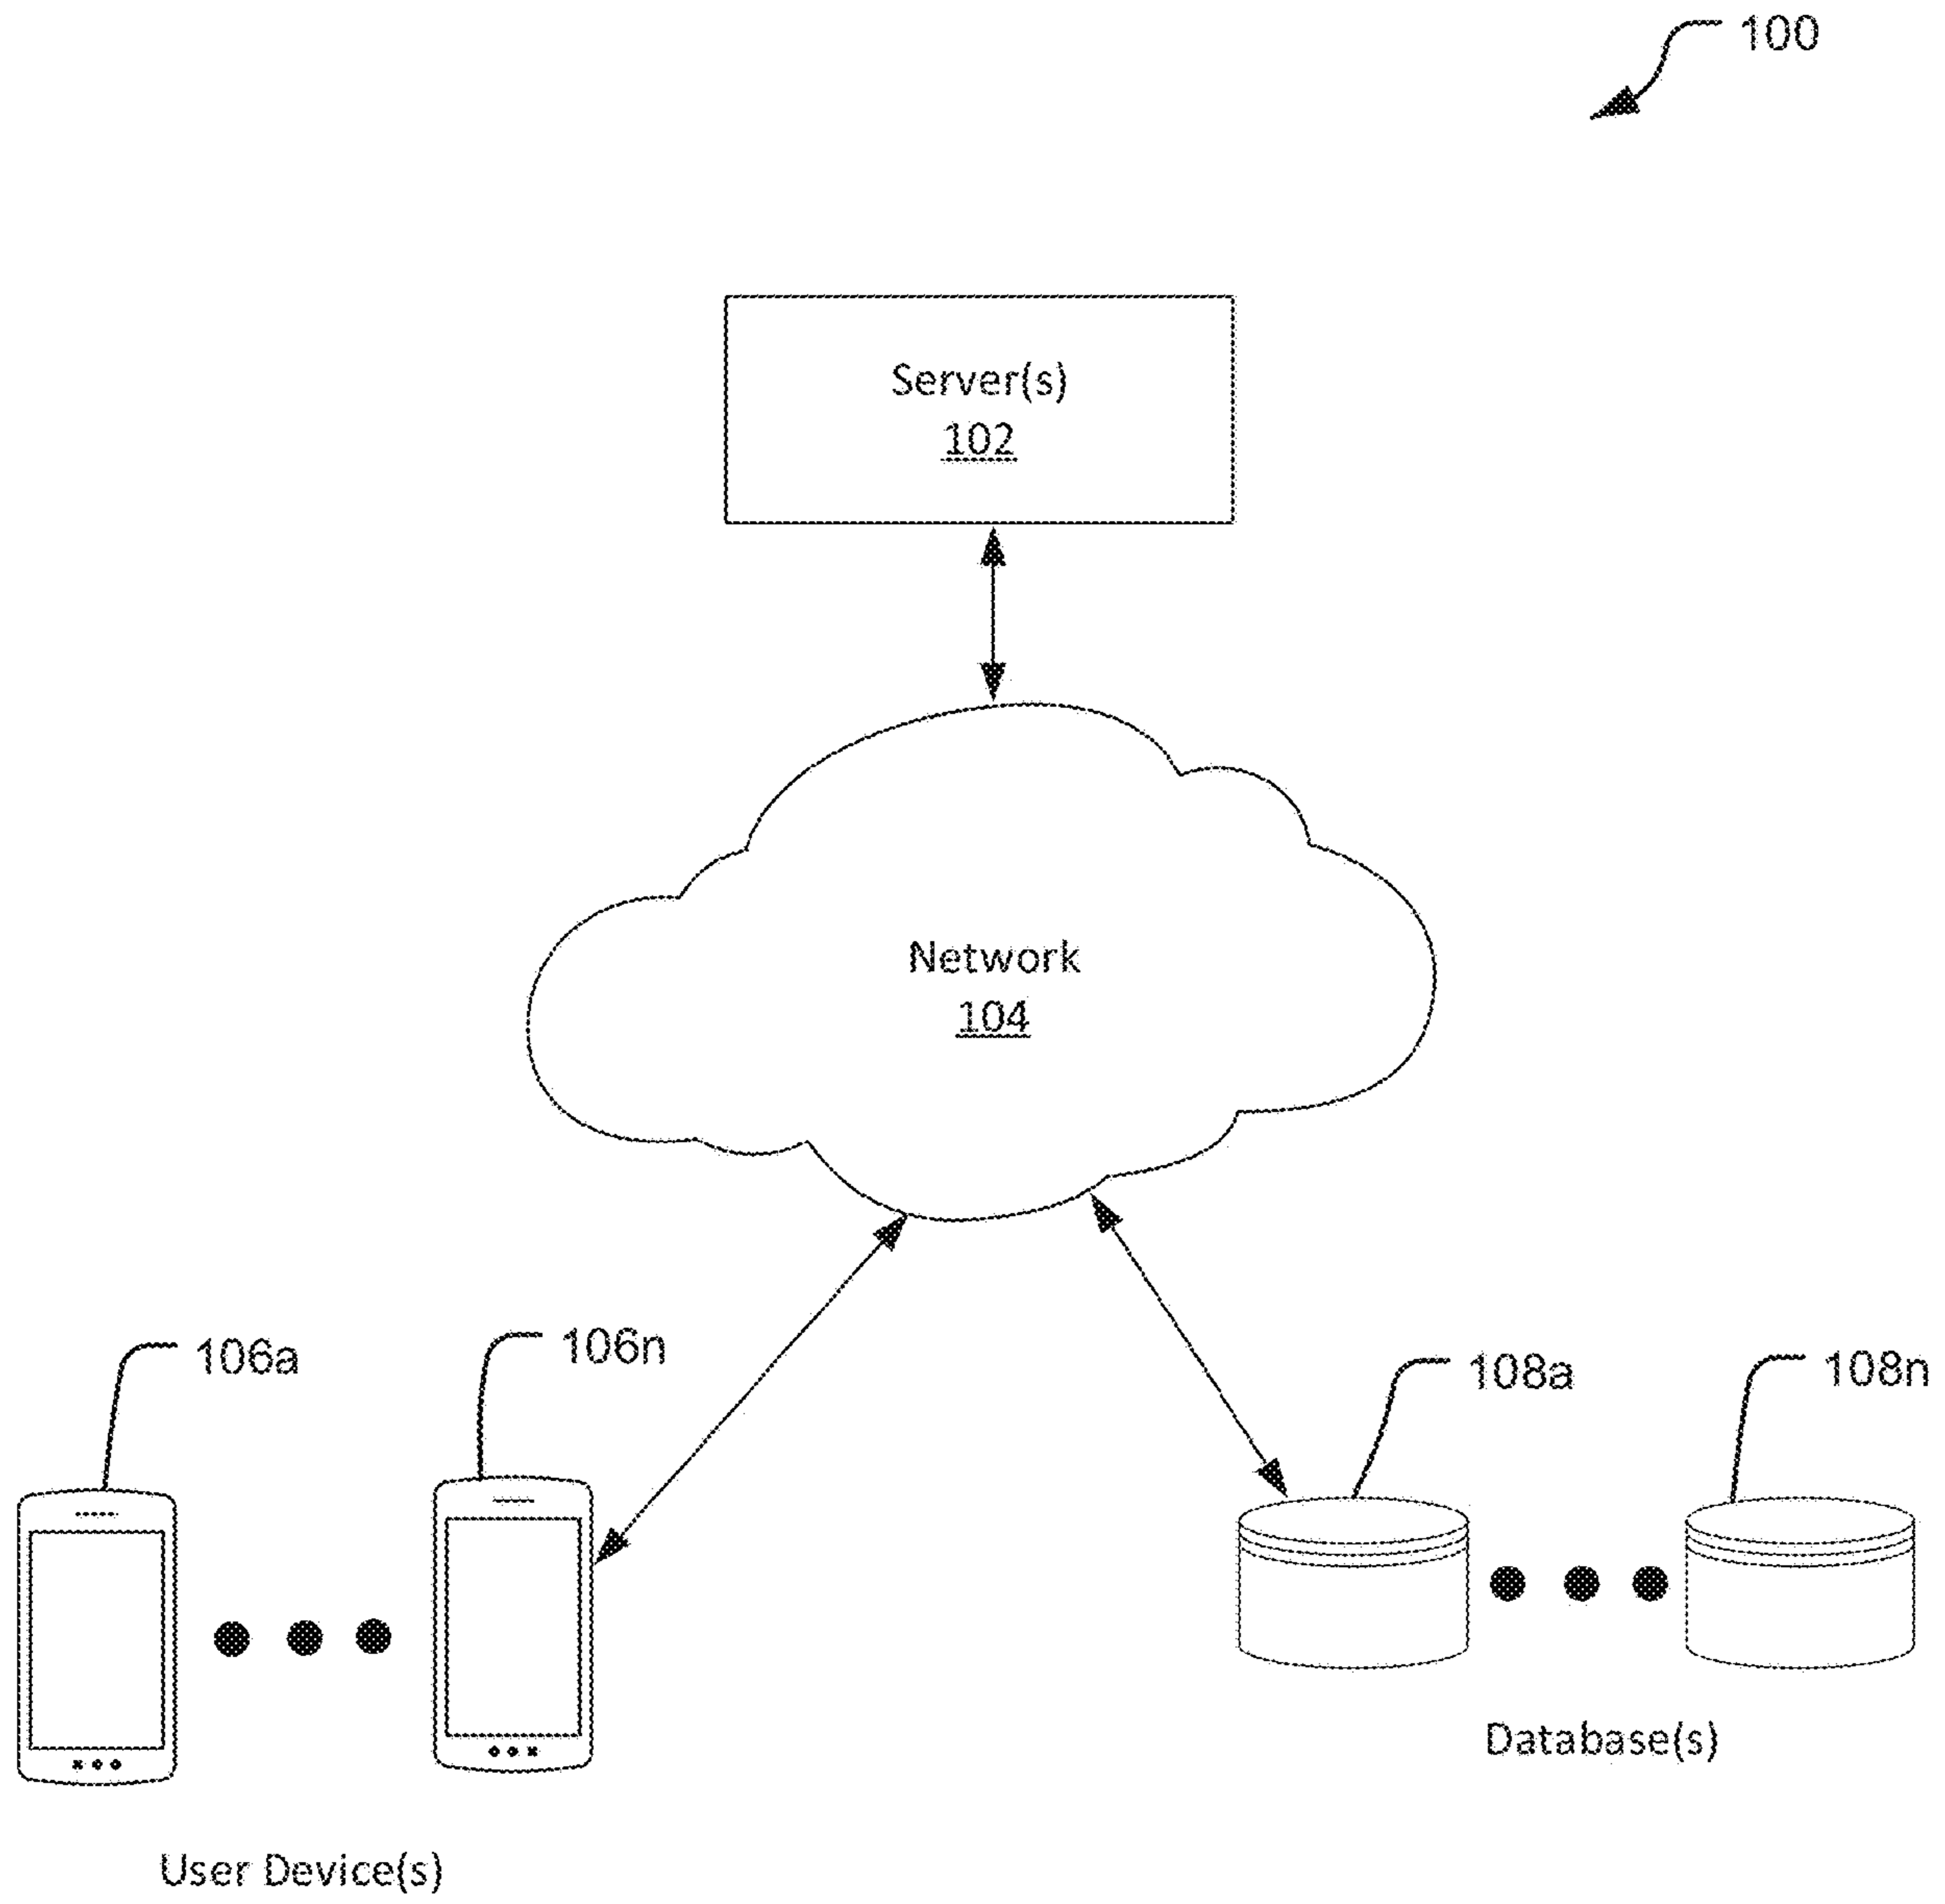 100
Server(s)
102
Network
104
106a
106n
108a
108n
Database(s)
User Device(s)